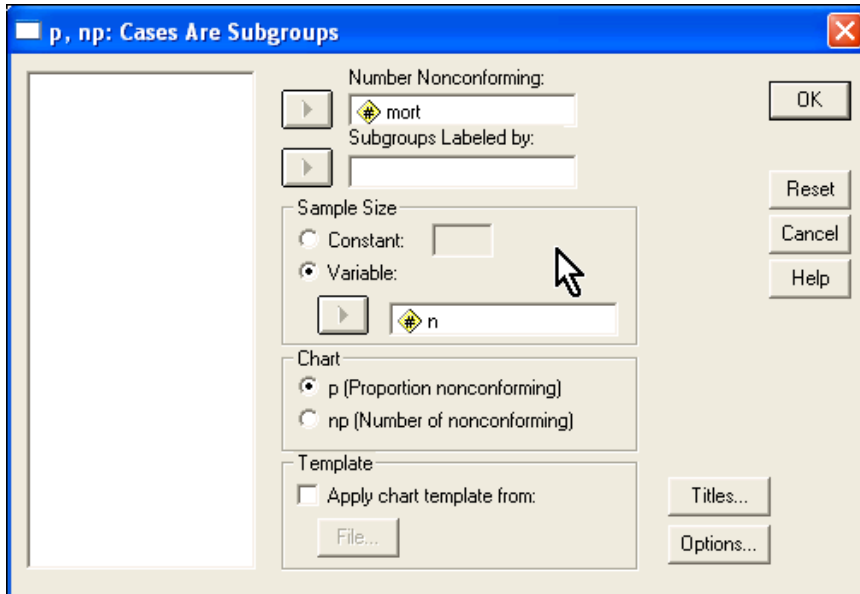 p, np: Cases Are Subgroups
Number Nonconforming:
# mort
Subgroups Labeled by:
OK
Reset
Cancel
Help
Sample Size
Constant:
Variable:
# n
Chart
p (Proportion nonconforming)
np (Number of nonconforming)
Template
Apply chart template from:
File...
Titles...
Options...